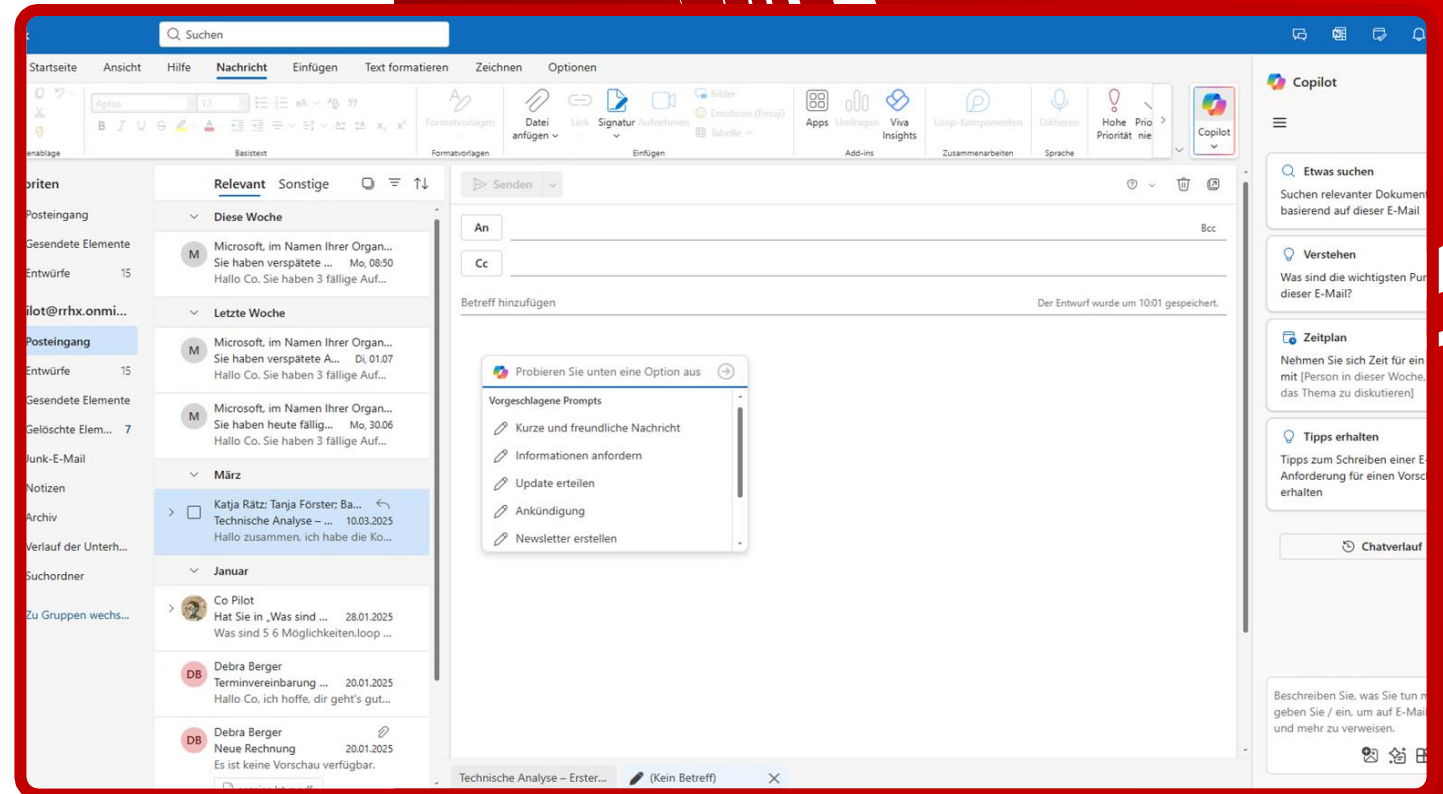 Suchen
Startseite Ansicht Hilfe Nachricht Einfügen Text formatieren Zeichnen Optionen
Aptos 12
B I U
Basistext
Formatvorlagen
Formatvorlagen
Datei anfügen
Link
Signatur
Aufnehmen
Bilder
Emoticon (Emoji)
Tabelle
Einfügen
Apps
Umfragen
Viva Insights
Add-ins
Loop-Komponenten
Zusammenarbeiten
Diktieren
Sprache
Hohe Priorität
Copilot
Posteingang
Gesendete Elemente
Entwürfe 15
Posteingang
Entwürfe 15
Gesendete Elemente
Gelöschte Elem... 7
Junk-E-Mail
Notizen
Archiv
Verlauf der Unterh...
Suchordner
Zu Gruppen wechs...
Relevant Sonstige
Diese Woche
M
Microsoft, im Namen Ihrer Organ...
Sie haben verspätete ... Mo, 08:50
Hallo Co. Sie haben 3 fällige Auf...
Letzte Woche
M
Microsoft, im Namen Ihrer Organ...
Sie haben verspätete A... Di, 01.07
Hallo Co. Sie haben 3 fällige Auf...
M
Microsoft, im Namen Ihrer Organ...
Sie haben heute fällig... Mo, 30.06
Hallo Co. Sie haben 3 fällige Auf...
März
Katja Rätz; Tanja Förster; Ba...
Technische Analyse – ... 10.03.2025
Hallo zusammen, ich habe die Ko...
Januar
Co Pilot
Hat Sie in „Was sind ... 28.01.2025
Was sind 5 6 Möglichkeiten.loop ...
DB
Debra Berger
Terminvereinbarung ... 20.01.2025
Hallo Co, ich hoffe, dir geht's gut...
DB
Debra Berger
Neue Rechnung 20.01.2025
Es ist keine Vorschau verfügbar.
Senden
An
Bcc
Cc
Betreff hinzufügen
Der Entwurf wurde um 10:01 gespeichert.
Probieren Sie unten eine Option aus
Vorgeschlagene Prompts
Kurze und freundliche Nachricht
Informationen anfordern
Update erteilen
Ankündigung
Newsletter erstellen
Technische Analyse – Erster...
(Kein Betreff)
Copilot
Etwas suchen
Suchen relevanter Dokumen
basierend auf dieser E-Mail
Verstehen
Was sind die wichtigsten Pun
dieser E-Mail?
Zeitplan
Nehmen Sie sich Zeit für ein
mit [Person in dieser Woche,
das Thema zu diskutieren]
Tipps erhalten
Tipps zum Schreiben einer E-
Anforderung für einen Vorsc
erhalten
Chatverlauf
Beschreiben Sie, was Sie tun
geben Sie / ein, um auf E-Mai
und mehr zu verweisen.